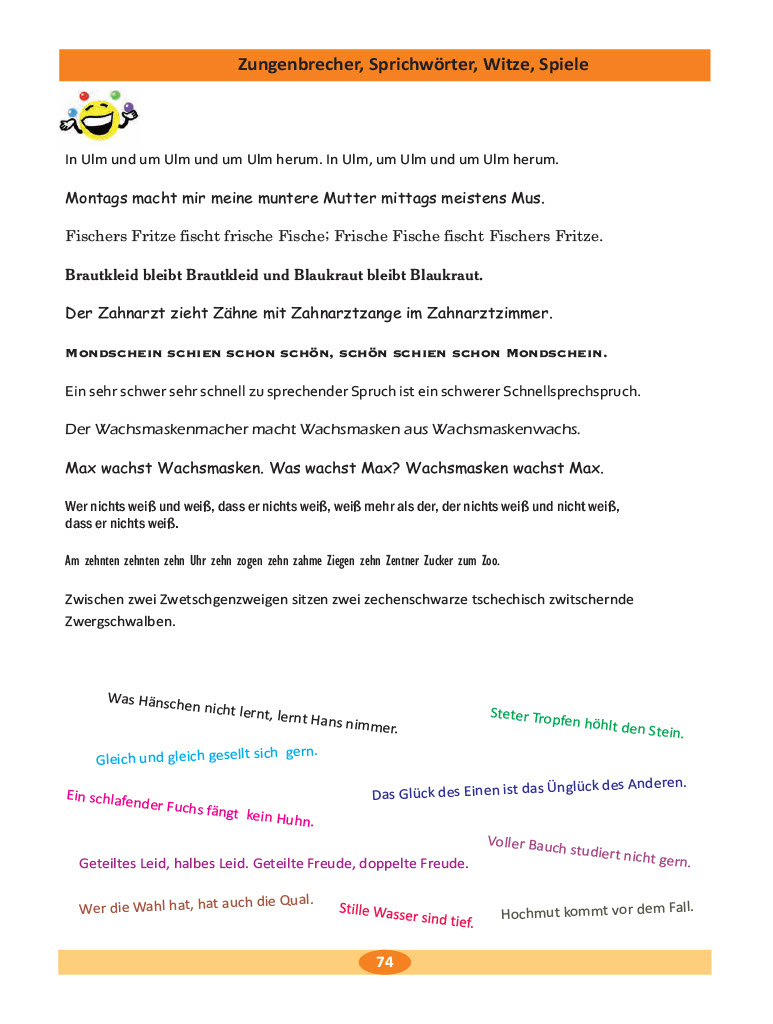 Zungenbrecher, Sprichwörter, Witze, Spiele
In Ulm und um Ulm und um Ulm herum. In Ulm, um Ulm und um Ulm herum.
Montags macht mir meine muntere Mutter mittags meistens Mus.
Fischers Fritze fischt frische Fische; Frische Fische fischt Fischers Fritze.
Brautkleid bleibt Brautkleid und Blaukraut bleibt Blaukraut.
Der Zahnarzt zieht Zähne mit Zahnarztzange im Zahnarztzimmer.
Mondschein schien schon schön, schön schien schon Mondschein.
Ein sehr schwer sehr schnell zu sprechender Spruch ist ein schwerer Schnellsprechspruch.
Der Wachsmaskenmacher macht Wachsmasken aus Wachsmaskenwachs.
Max wachst Wachsmasken. Was wachst Max? Wachsmasken wachst Max.
Wer nichts weiß und weiß, dass er nichts weiß, weiß mehr als der, der nichts weiß und nicht weiß,
dass er nichts weiß.
Am zehnten zehnten zehn Uhr zehn zogen zehn zahme Ziegen zehn Zentner Zucker zum Zoo.
Zwischen zwei Zwetschgenzweigen sitzen zwei zechenschwarze tschechisch zwitschernde
Zwergschwalben.
Was Hänschen nicht lernt, lernt Hans nimmer.
Steter Tropfen höhlt den Stein.
Gleich und gleich gesellt sich gern.
Das Glück des Einen ist das Ünglück des Anderen.
Ein schlafender Fuchs fängt kein Huhn.
Voller Bauch studiert nicht gern.
Geteiltes Leid, halbes Leid. Geteilte Freude, doppelte Freude.
Wer die Wahl hat, hat auch die Qual.
Stille Wasser sind tief.
Hochmut kommt vor dem Fall.
74